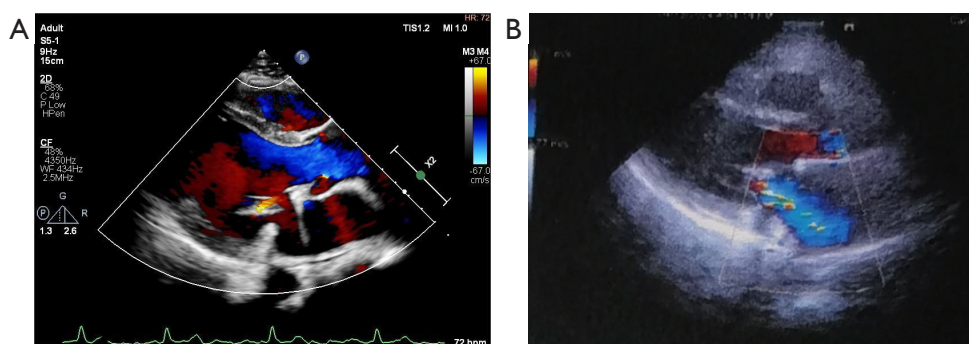 A
Adult
S5-1
9Hz
15cm
2D
68%
C 49
P Low
HPen
CF
48%
4350Hz
WF 434Hz
2.5MHz
G
P R
1.3 2.6
TIS1.2 MI 1.0
HR: 72
P
M3 M4
+67.0
-67.0
cm/s
X2
72 bpm
B
77